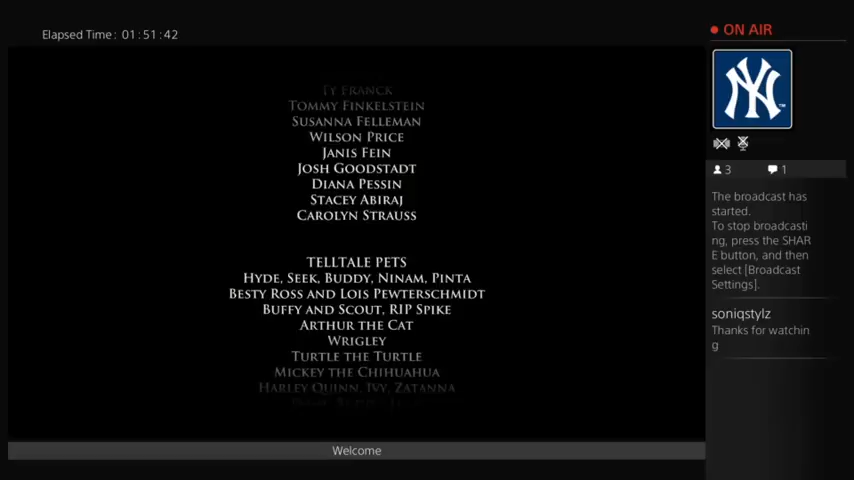 Elapsed Time: 01:51:42
ON AIR
NY
TM
3
1
The broadcast has
started.
To stop broadcasti
ng, press the SHAR
E button, and then
select [Broadcast
Settings].
soniqstylz
Thanks for watchin
g
Ty Franck
Tommy Finkelstein
Susanna Felleman
Wilson Price
Janis Fein
Josh Goodstadt
Diana Pessin
Stacey Abiraj
Carolyn Strauss
TELLTALE PETS
Hyde, Seek, Buddy, Ninam, Pinta
Besty Ross and Lois Pewterschmidt
Buffy and Scout, RIP Spike
Arthur the Cat
Wrigley
Turtle the Turtle
Mickey the Chihuahua
Harley Quinn, Ivy, Zatanna
Welcome